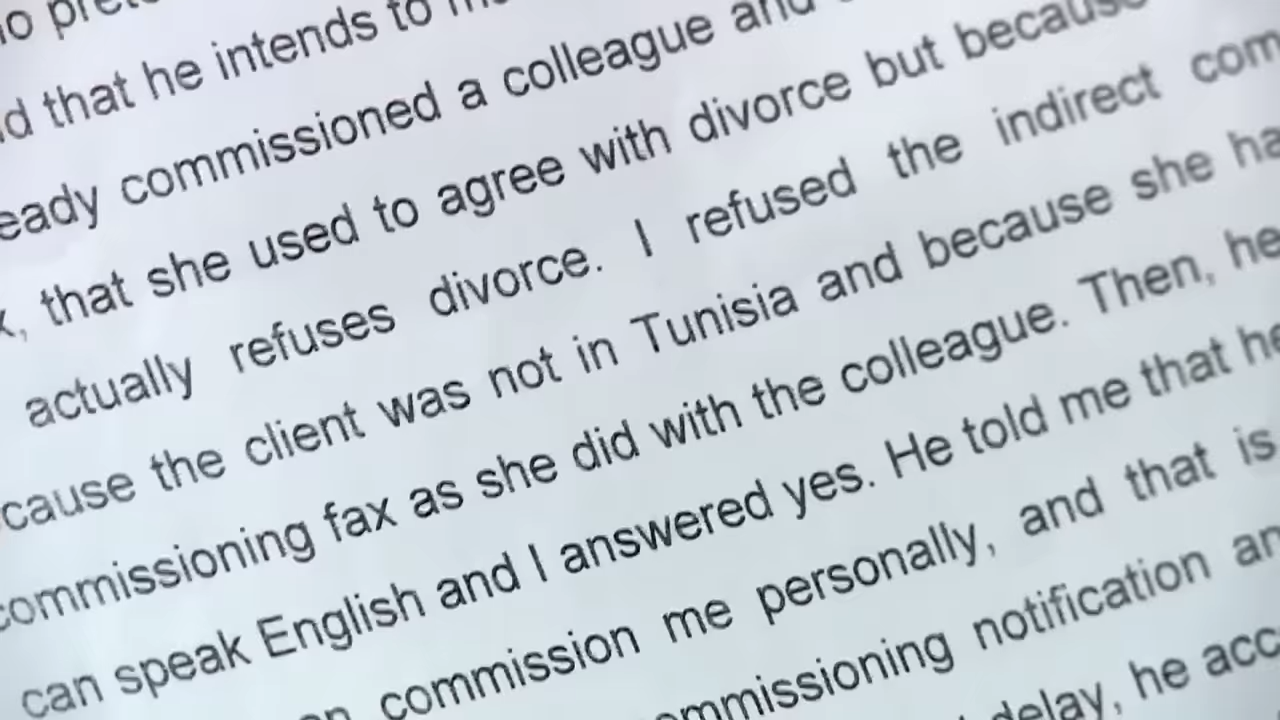 d that he intends to
eady commissioned a colleague and
, that she used to agree with divorce but because
actually refuses divorce. I refused the indirect com
cause the client was not in Tunisia and because she ha
commissioning fax as she did with the colleague. Then, he
can speak English and I answered yes. He told me that he
commission me personally, and that is
ommissioning notification an
delay, he acc